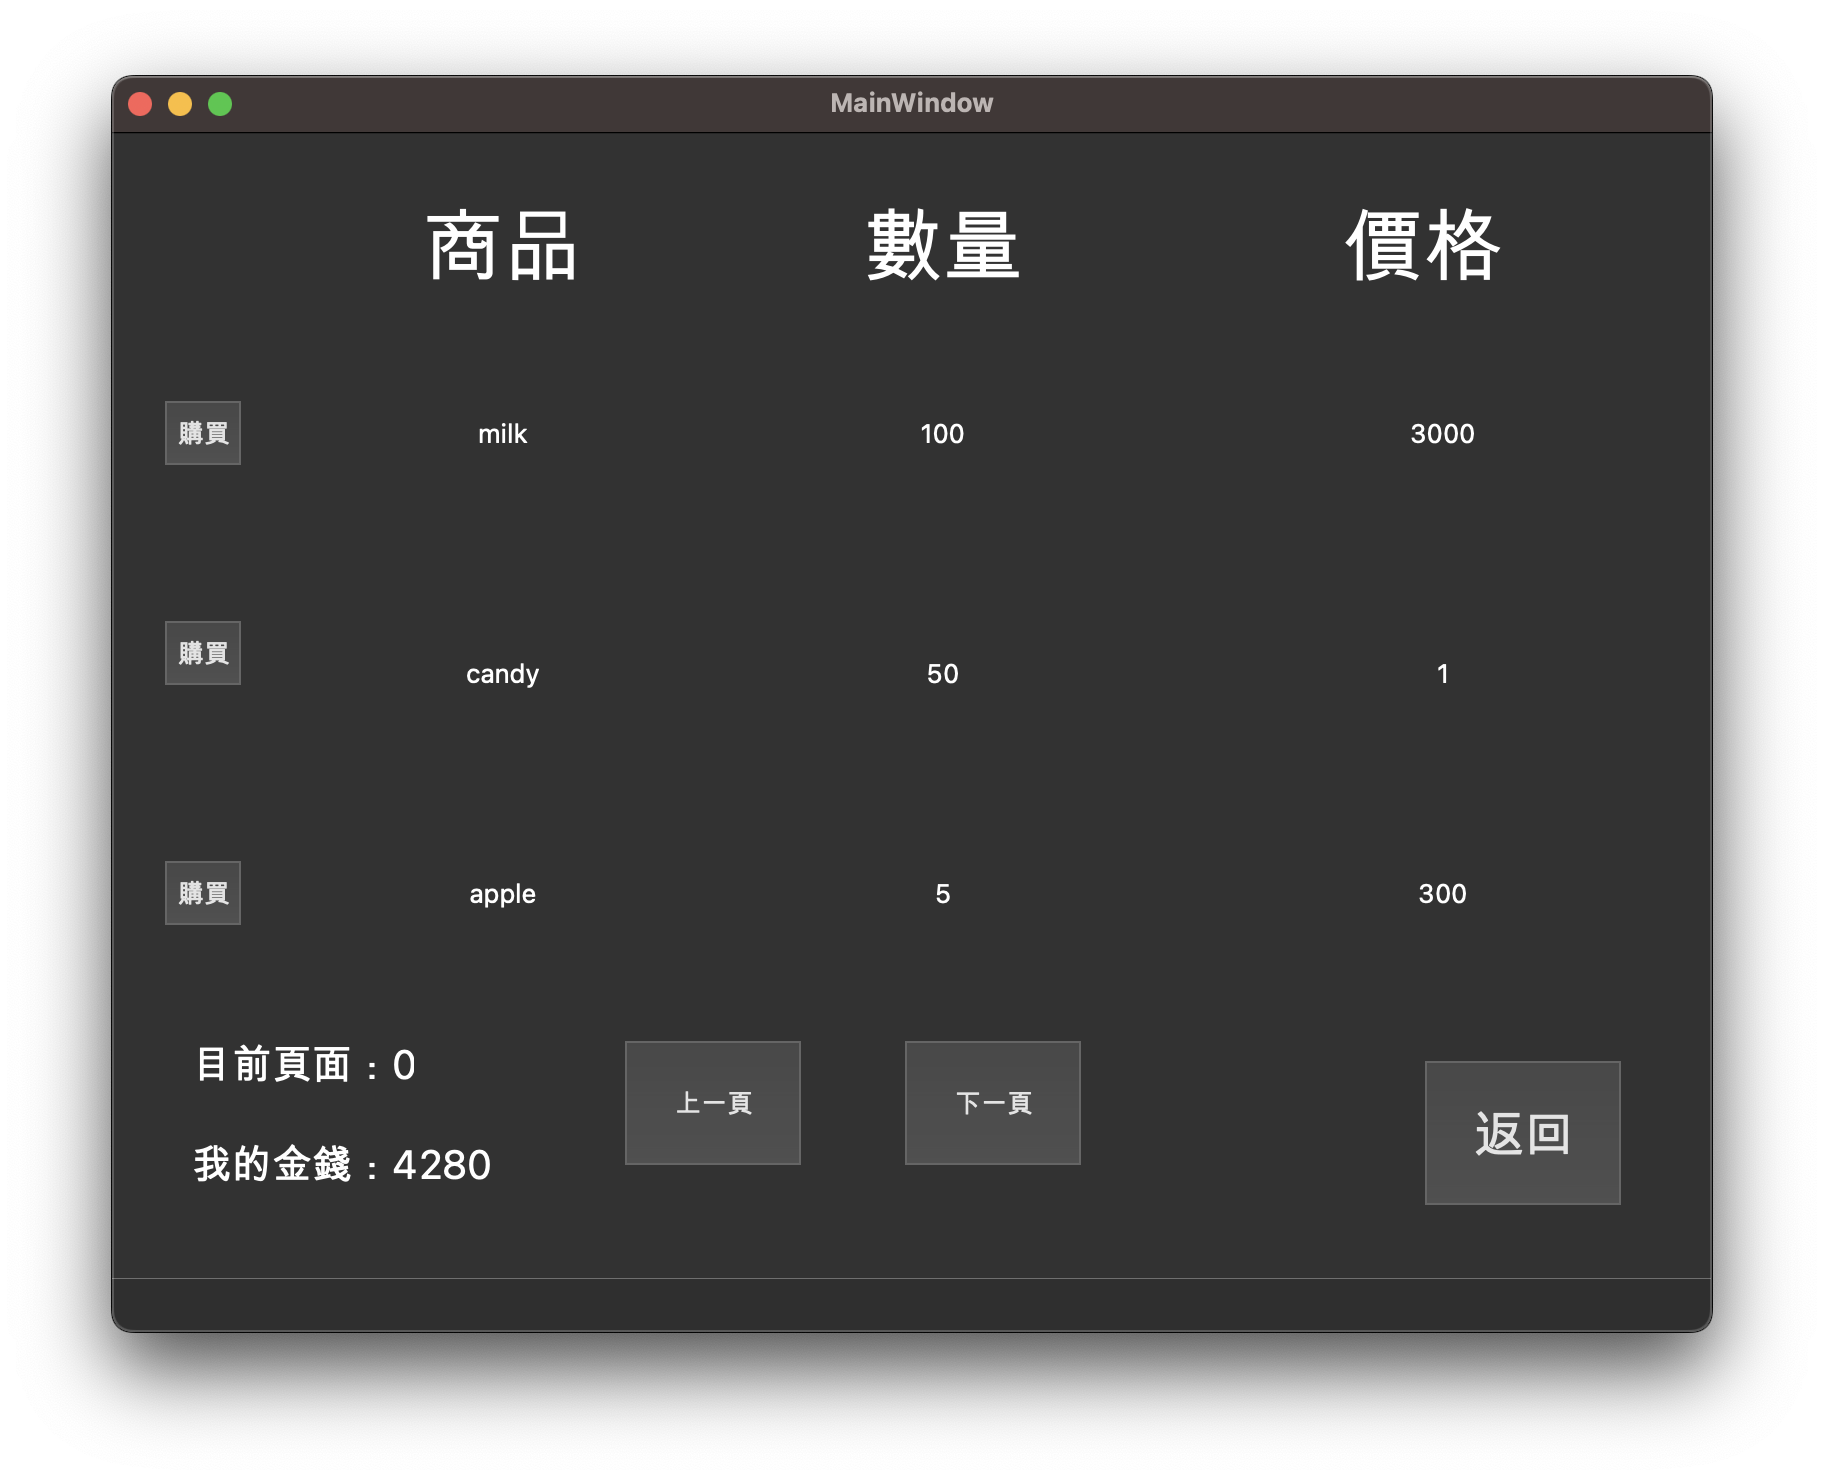 MainWindow
商品 數量 價格
購買 milk 100 3000
購買 candy 50 1
購買 apple 5 300
目前頁面 : 0
上一頁 下一頁
返回
我的金錢 : 4280